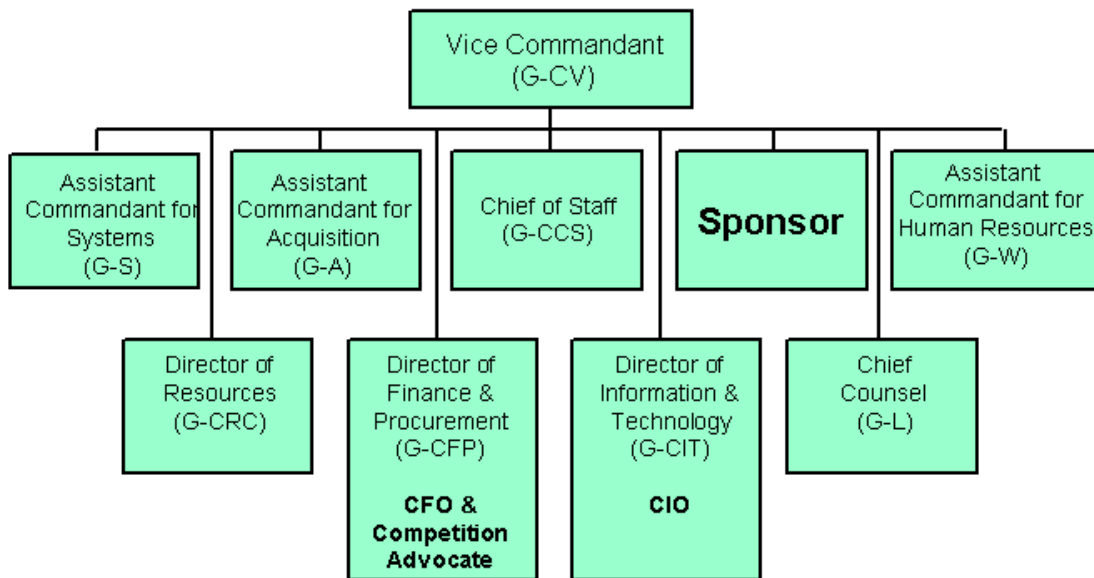 Vice Commandant
(G-CV)
Assistant
Commandant for
Systems
(G-S)
Assistant
Commandant for
Acquisition
(G-A)
Chief of Staff
(G-CCS)
Sponsor
Assistant
Commandant for
Human Resources
(G-W)
Director of
Resources
(G-CRC)
Director of
Finance &
Procurement
(G-CFP)
CFO &
Competition
Advocate
Director of
Information &
Technology
(G-CIT)
CIO
Chief
Counsel
(G-L)